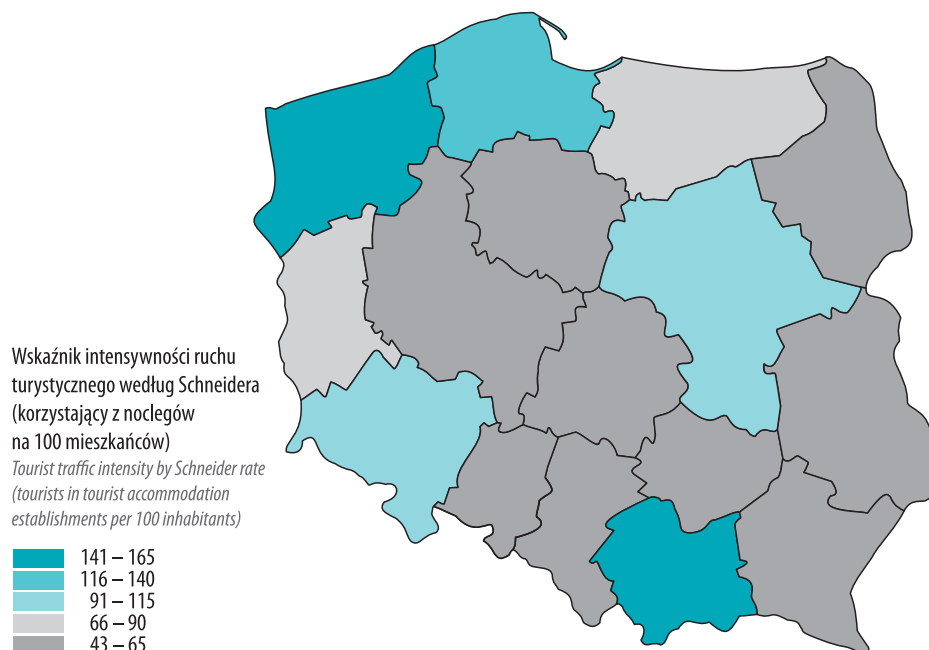 Wskaźnik intensywności ruchu
turystycznego według Schneidera
(korzystający z noclegów
na 100 mieszkańców)
Tourist traffic intensity by Schneider rate
(tourists in tourist accommodation
establishments per 100 inhabitants)
141 – 165
116 – 140
91 – 115
66 – 90
43 – 65